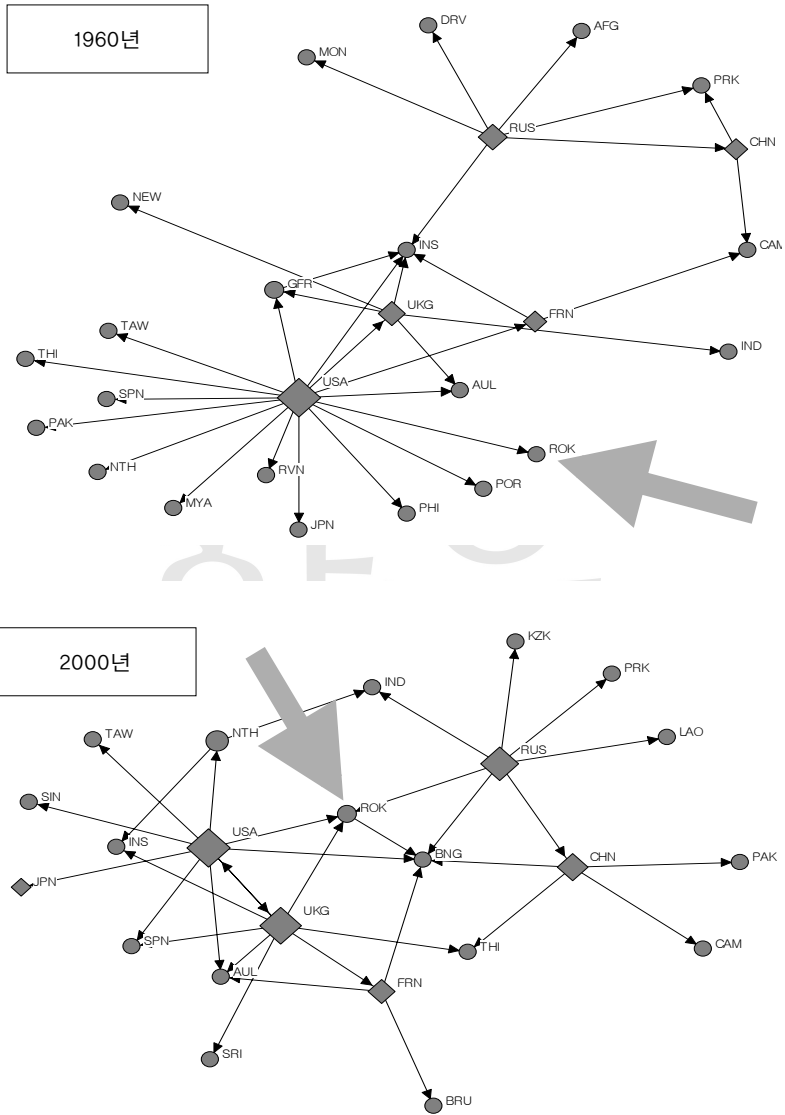 1960년
DRV
AFG
MON
PRK
RUS
CHN
NEW
INS
CAM
GFR
UKG
FRN
TAW
IND
THI
USA
AUL
SPN
PAK
ROK
NTH
RVN
POR
MYA
PHI
JPN
2000년
KZK
PRK
IND
LAO
TAW
NTH
RUS
SIN
ROK
USA
INS
BNG
CHN
PAK
JPN
UKG
SPN
THI
CAM
AUL
FRN
SRI
BRU